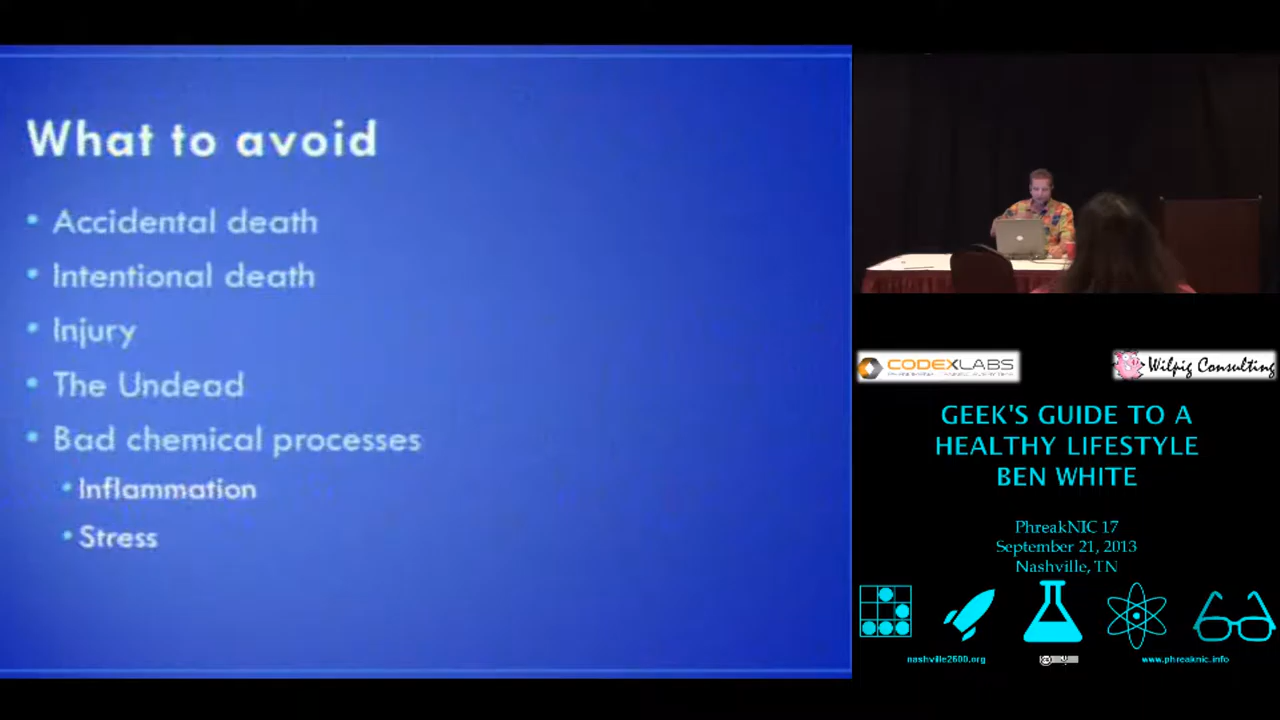 What to avoid
• Accidental death
• Intentional death
• Injury
• The Undead
• Bad chemical processes
• Inflammation
• Stress
CODEXLABS
Wilpig Consulting
GEEK'S GUIDE TO A
HEALTHY LIFESTYLE
BEN WHITE
PhreakNIC 17
September 21, 2013
Nashville, TN
nashville2600.org
www.phreaknic.info